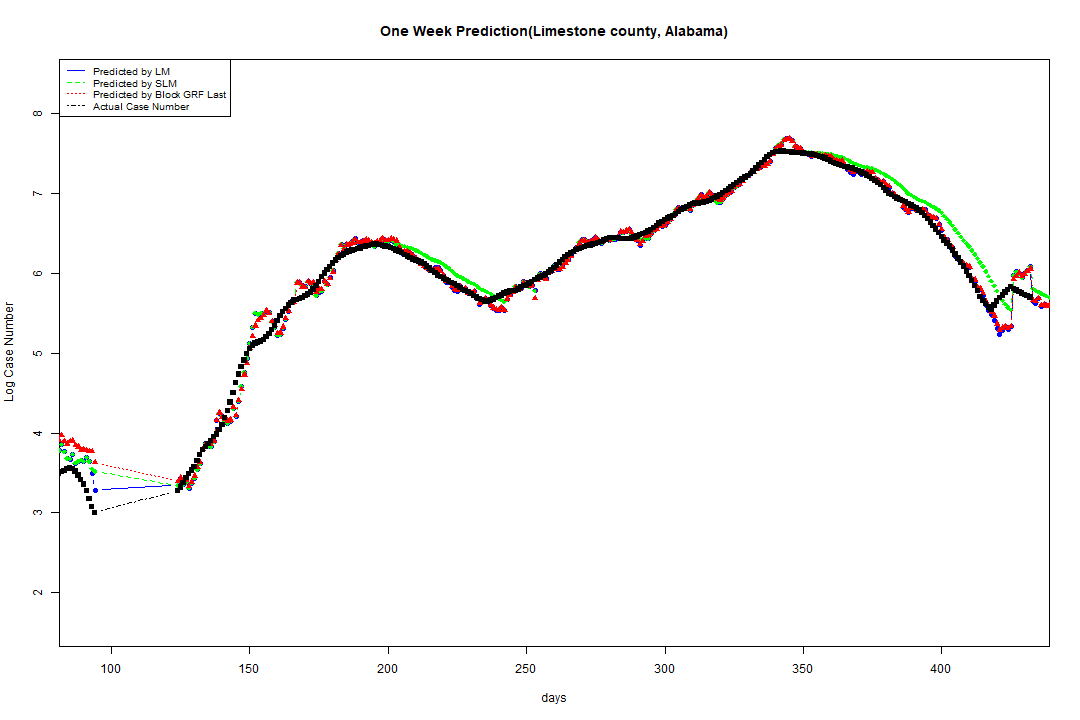 One Week Prediction(Limestone county, Alabama)
Predicted by LM
Predicted by SLM
Predicted by Block GRF Last
Actual Case Number
8
7
6
5
4
3
2
Log Case Number
100 150 200 250 300 350 400
days